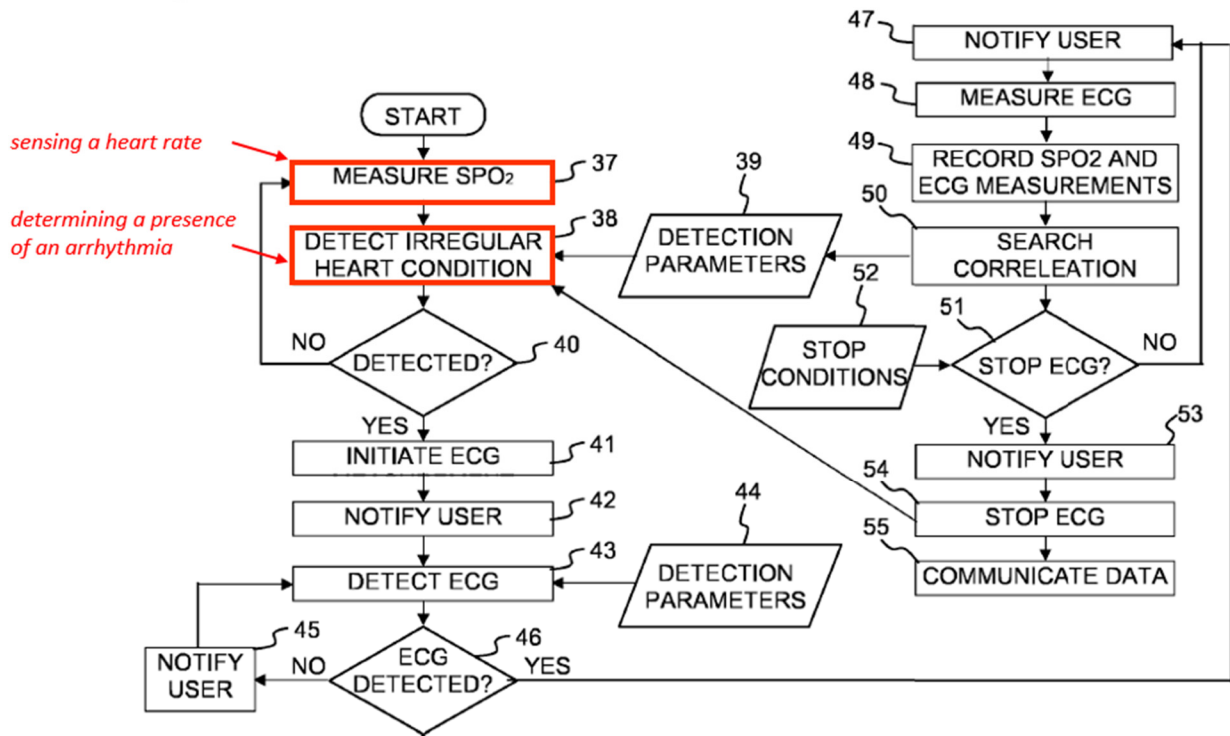 START
sensing a heart rate
MEASURE SPO2
37
determining a presence
of an arrhythmia
38
DETECT IRREGULAR
HEART CONDITION
39
DETECTION
PARAMETERS
NO
DETECTED?
40
YES
INITIATE ECG
41
NOTIFY USER
42
DETECT ECG
43
44
DETECTION
PARAMETERS
45
NOTIFY
USER
NO
ECG
DETECTED?
46
YES
47
NOTIFY USER
48
MEASURE ECG
49
RECORD SPO2 AND
ECG MEASUREMENTS
50
SEARCH
CORRELEATION
52
STOP
CONDITIONS
51
STOP ECG?
NO
YES
53
NOTIFY USER
54
STOP ECG
55
COMMUNICATE DATA